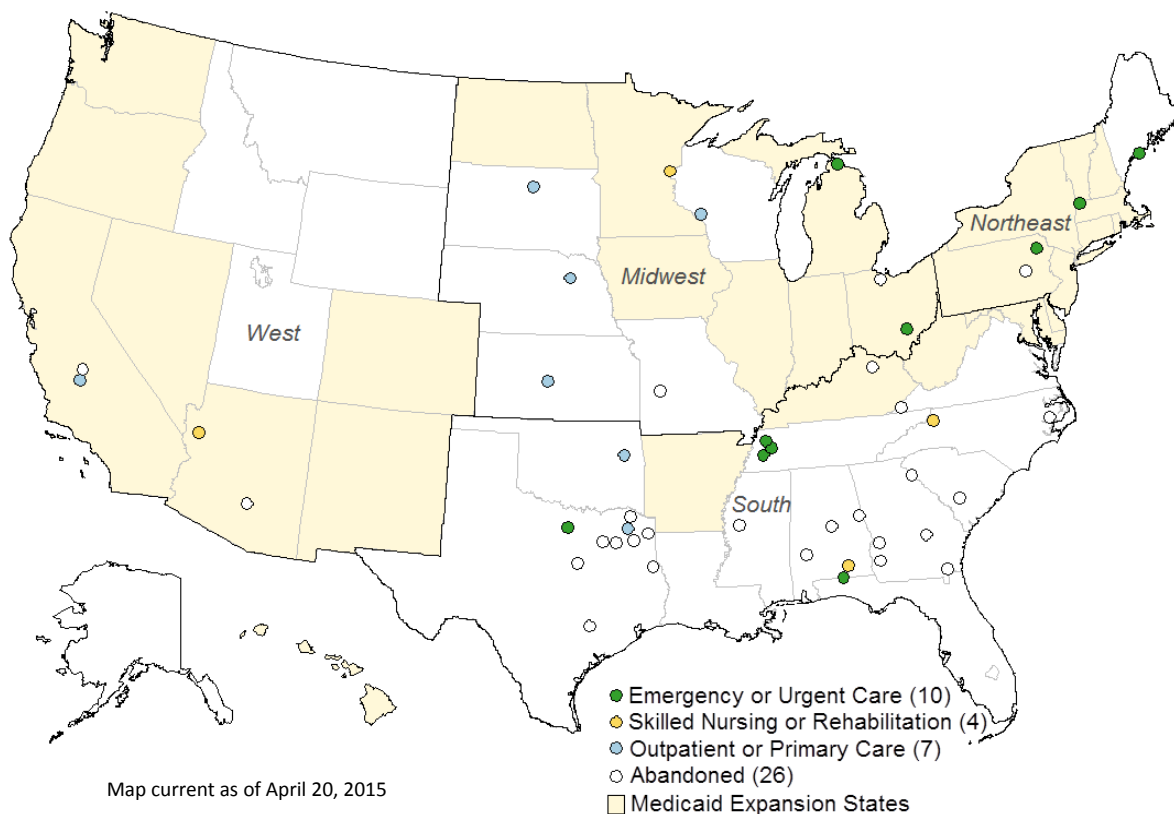 Northeast
Midwest
West
South
Emergency or Urgent Care (10)
Skilled Nursing or Rehabilitation (4)
Outpatient or Primary Care (7)
Abandoned (26)
Medicaid Expansion States
Map current as of April 20, 2015